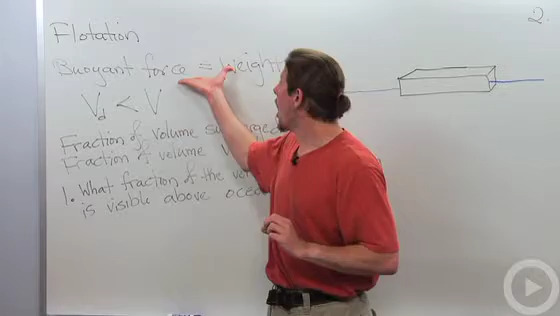 Flotation
2
Buoyant force = Weight
V_d < V
Fraction of volume submerged
Fraction of volume
1. What fraction of the
is visible above ocea